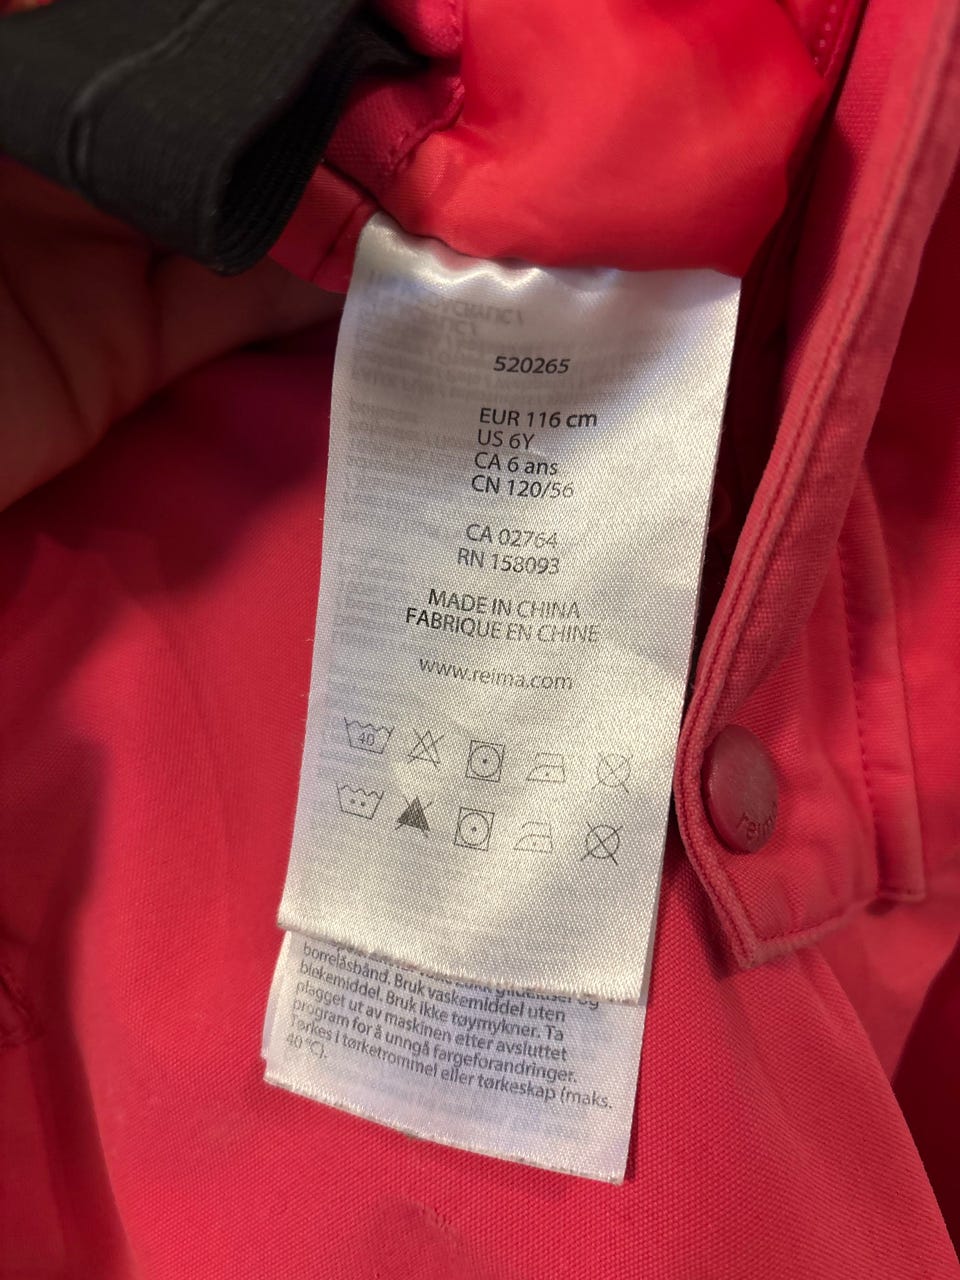 520265
EUR 116 cm
US 6Y
CA 6 ans
CN 120/56
CA 02764
RN 158093
MADE IN CHINA
FABRIQUE EN CHINE
www.reima.com
40
borrelåsbånd. Bruk vaskemiddel uten
blekemiddel. Bruk ikke tøymykner. Ta
plagget ut av maskinen etter avsluttet
program for å unngå fargeforandringer.
Tørkes i tørketrommel eller tørkeskap (maks.
40 °C).
reima